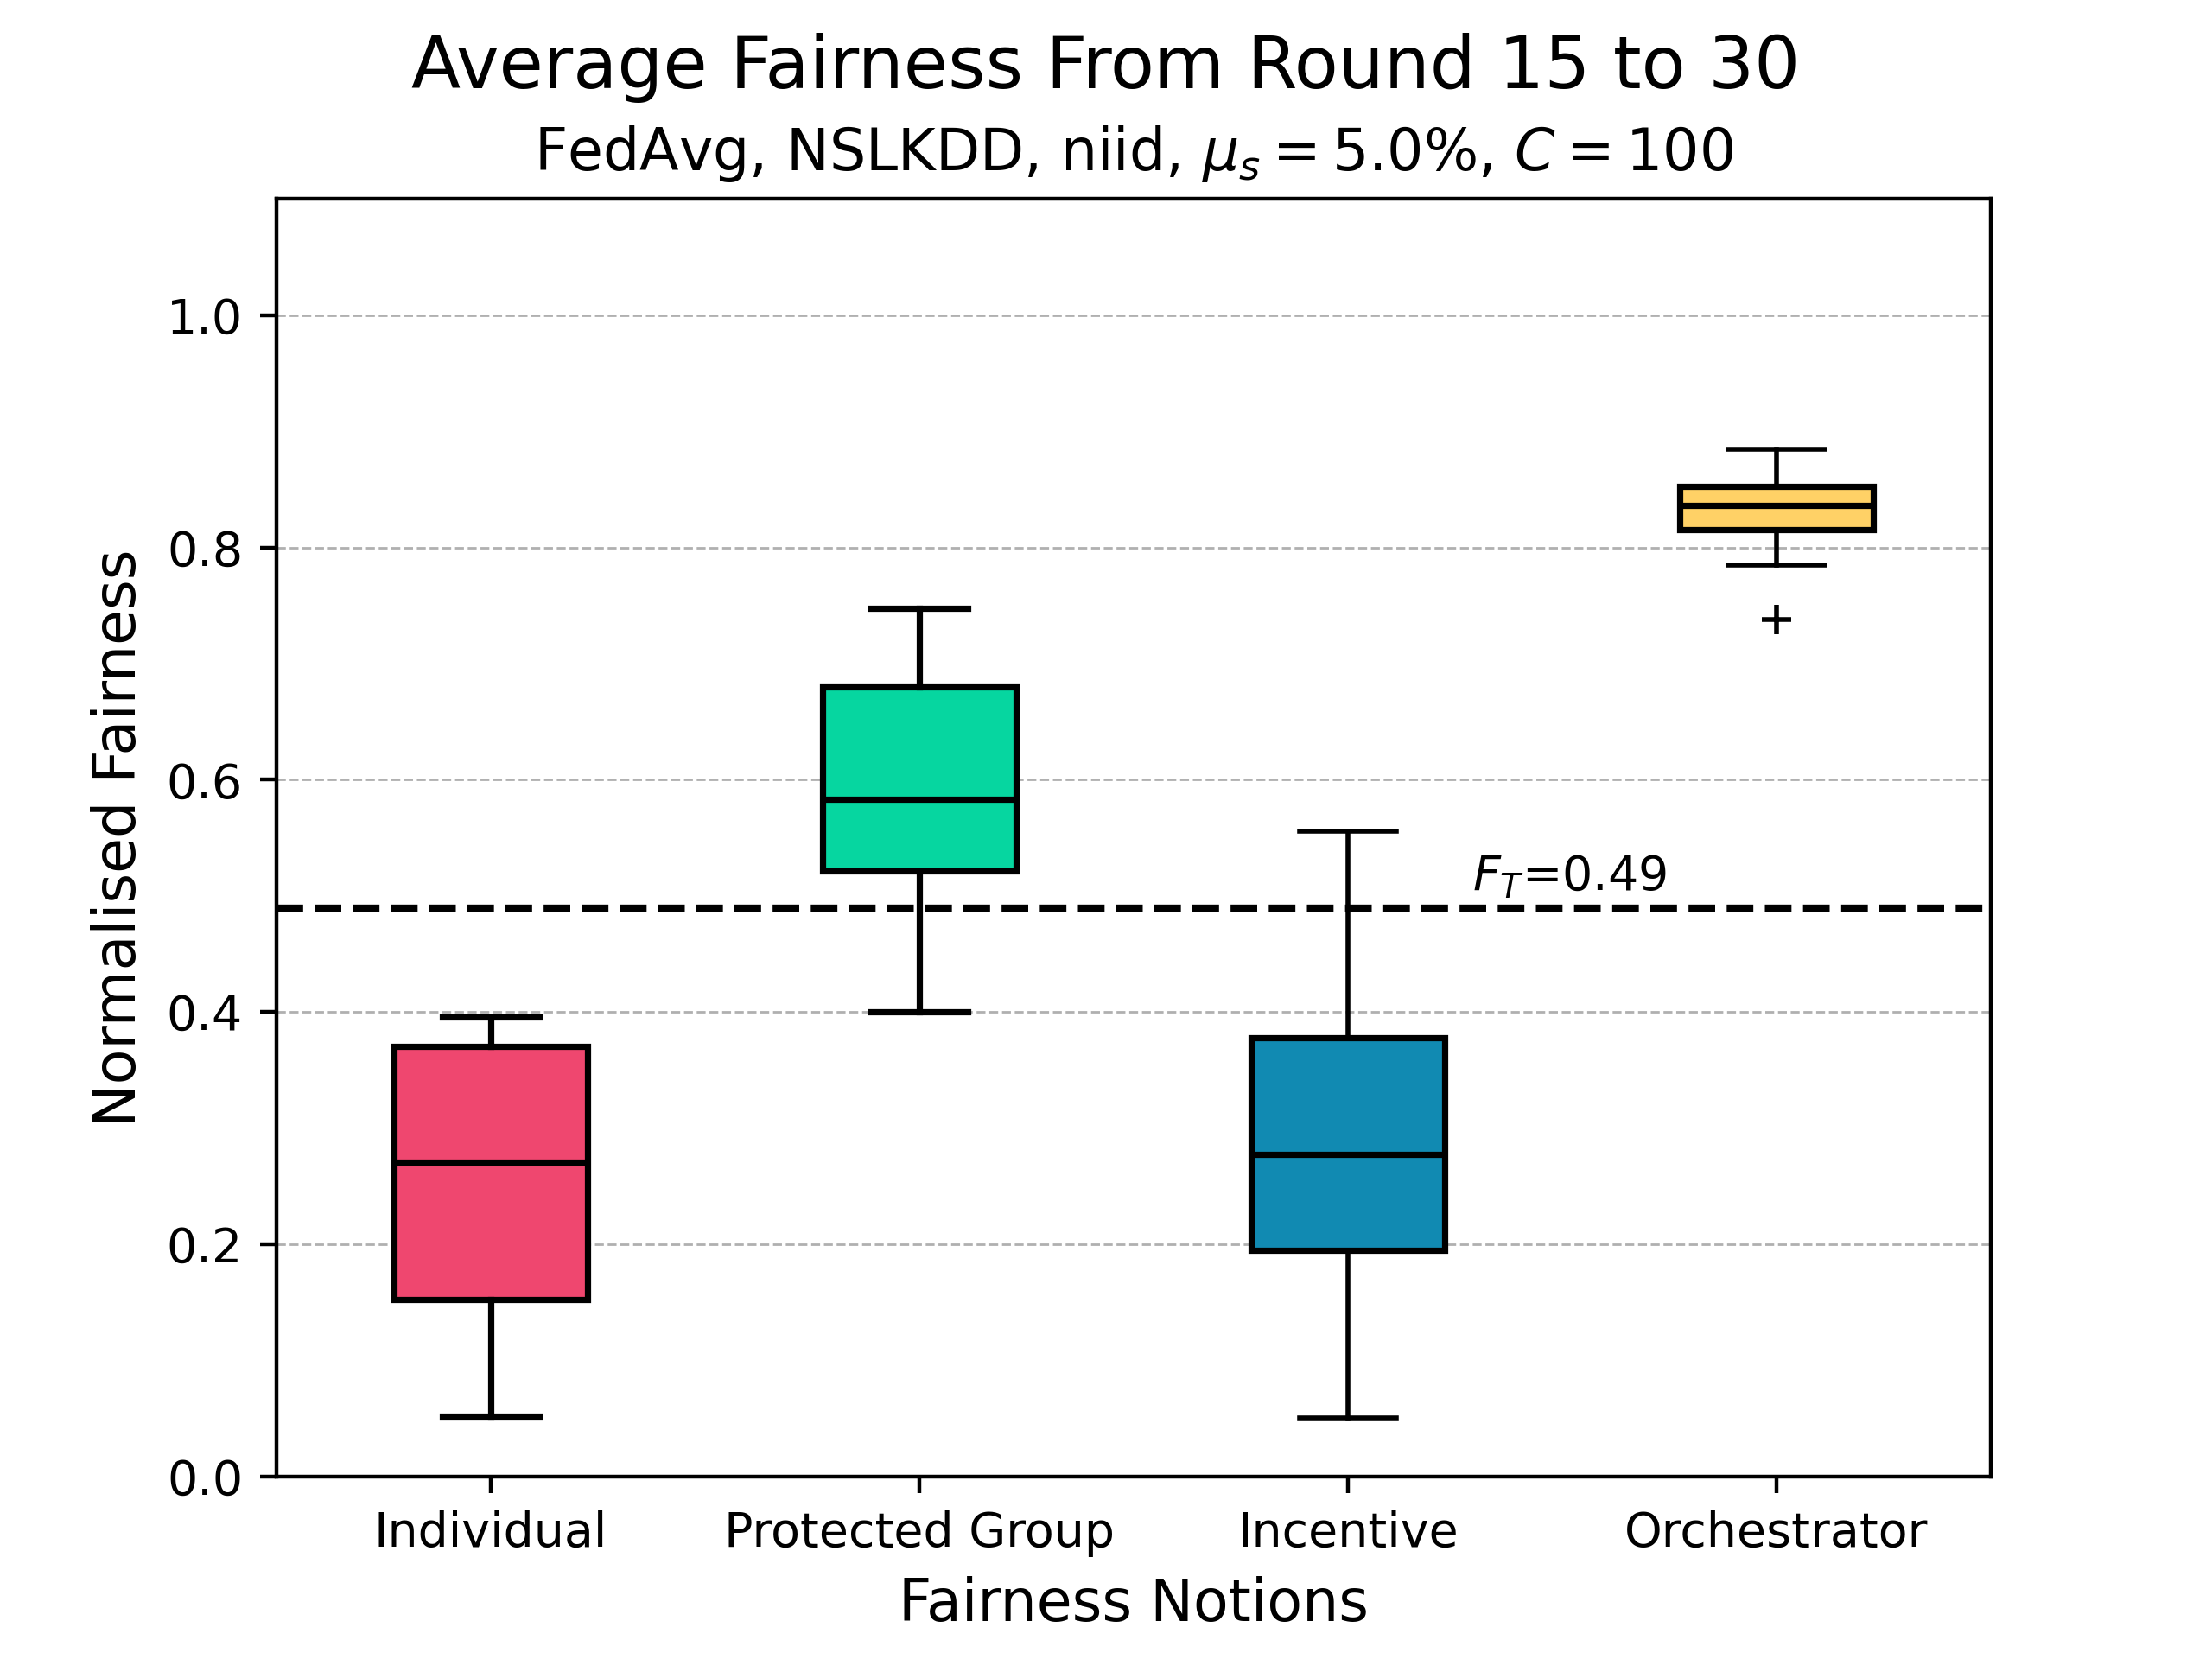 Average Fairness From Round 15 to 30
FedAvg, NSLKDD, niid, μₛ = 5.0%, C = 100
Normalised Fairness
1.0
0.8
0.6
0.4
0.2
0.0
F_T=0.49
Individual Protected Group Incentive Orchestrator
Fairness Notions